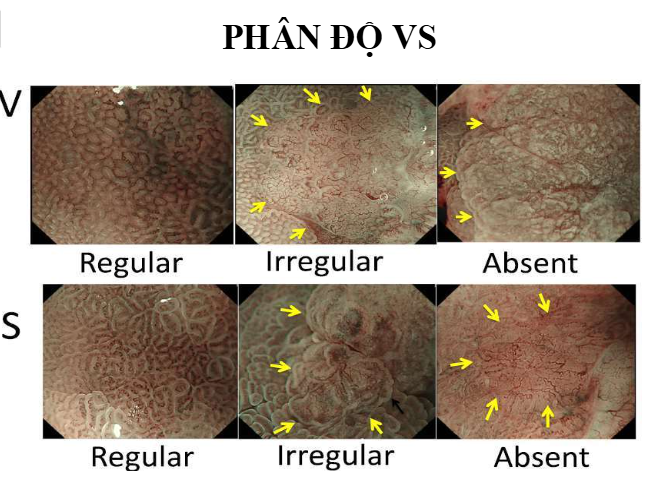 PHÂN ĐỘ VS
V
Regular Irregular Absent
S
Regular Irregular Absent